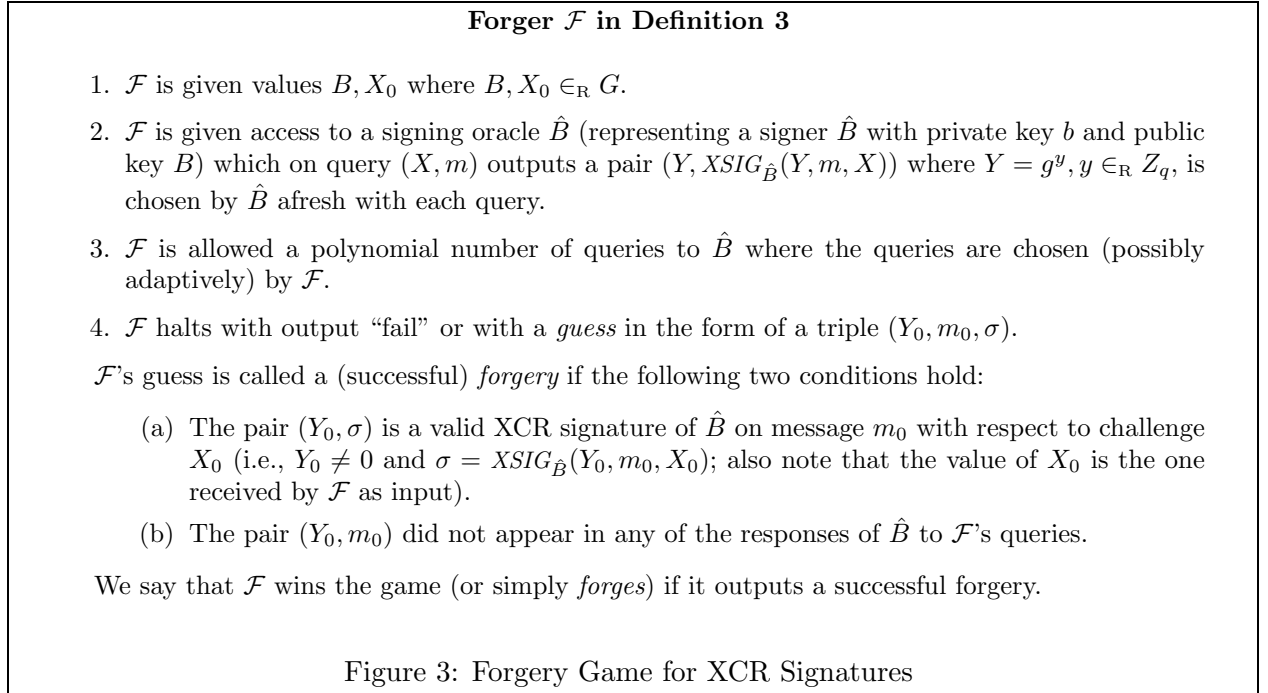 Forger 𝓕 in Definition 3
1. 𝓕 is given values B, X₀ where B, X₀ ∈_R G.
2. 𝓕 is given access to a signing oracle B̂ (representing a signer B̂ with private key b and public
key B) which on query (X, m) outputs a pair (Y, XSIG_B̂(Y, m, X)) where Y = g^y, y ∈_R Z_q, is
chosen by B̂ afresh with each query.
3. 𝓕 is allowed a polynomial number of queries to B̂ where the queries are chosen (possibly
adaptively) by 𝓕.
4. 𝓕 halts with output “fail” or with a guess in the form of a triple (Y₀, m₀, σ).
𝓕's guess is called a (successful) forgery if the following two conditions hold:
(a) The pair (Y₀, σ) is a valid XCR signature of B̂ on message m₀ with respect to challenge
X₀ (i.e., Y₀ ≠ 0 and σ = XSIG_B̂(Y₀, m₀, X₀); also note that the value of X₀ is the one
received by 𝓕 as input).
(b) The pair (Y₀, m₀) did not appear in any of the responses of B̂ to 𝓕's queries.
We say that 𝓕 wins the game (or simply forges) if it outputs a successful forgery.
Figure 3: Forgery Game for XCR Signatures